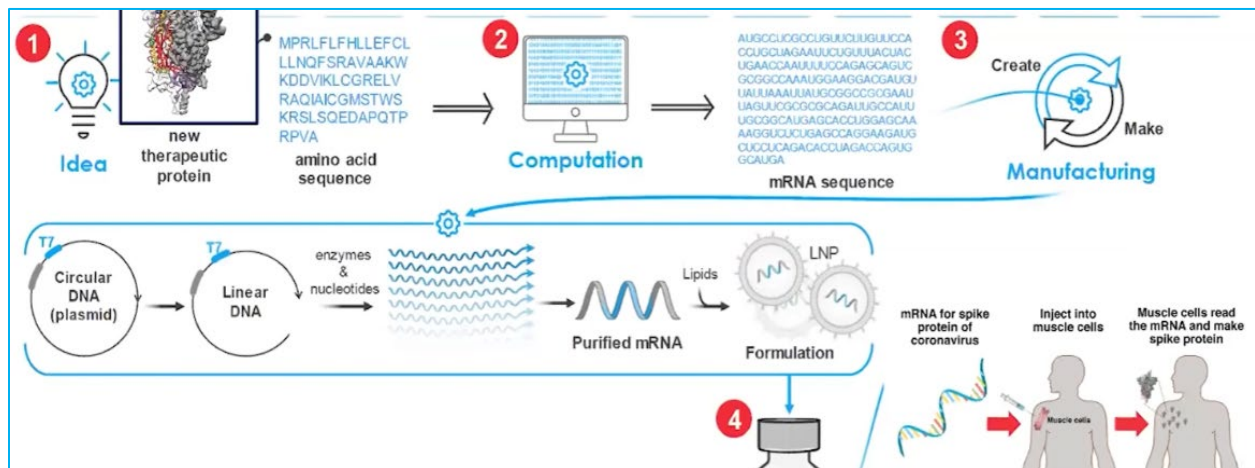 1
Idea
new
therapeutic
protein
MPRLFLFHLLEFCL
LLNQFSRAVAAKW
KDDVIKLCGRELV
RAQIAICGMSTWS
KRSLSQEDAPQTP
RPVA
amino acid
sequence
2
Computation
AUGCCUCGCCUGUUCUUGUUCCA
CCUGCUAGAAUUCUGUUUACUAC
UGAACCAAUUUUCCAGAGCAGUC
GCGGCCAAAUGGAAGGACGAUGU
UAUUAAAUUAUGCGGCCGCGAAU
UAGUUCGCGCGCAGAUUGCCAUU
UGCGGCAUGAGCACCUGGAGCAA
AAGGUCUCUGAGCCAGGAAGAUG
CUCCUCAGACACCUAGACCAGUG
GCAUGA
mRNA sequence
3
Create
Make
Manufacturing
T7
Circular
DNA
(plasmid)
T7
Linear
DNA
enzymes
&
nucleotides
Purified mRNA
Lipids
LNP
Formulation
4
mRNA for spike
protein of
coronavirus
Inject into
muscle cells
Muscle cells
Muscle cells read
the mRNA and make
spike protein